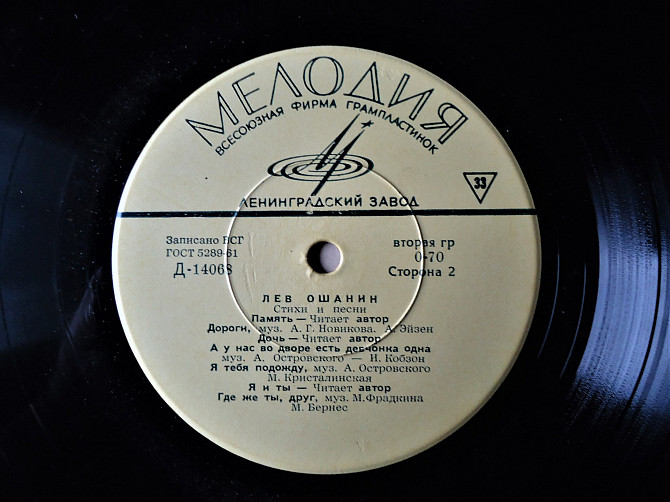 МЕЛОДИЯ
ВСЕСОЮЗНАЯ ФИРМА ГРАМПЛАСТИНОК
33
ЛЕНИНГРАДСКИЙ ЗАВОД
Записано ВСГ
ГОСТ 5289-61
Д-14068
вторая гр
0-70
Сторона 2
ЛЕВ ОШАНИН
Стихи и песни
Память — Читает автор
Дороги, муз. А. Г. Новикова. А. Эйзен
Дочь — Читает автор
А у нас во дворе есть девчонка одна
муз. А. Островского — И. Кобзон
Я тебя подожду, муз. А. Островского
М. Кристалинская
Я и ты — Читает автор
Где же ты, друг, муз. М. Фрадкина
М. Бернес